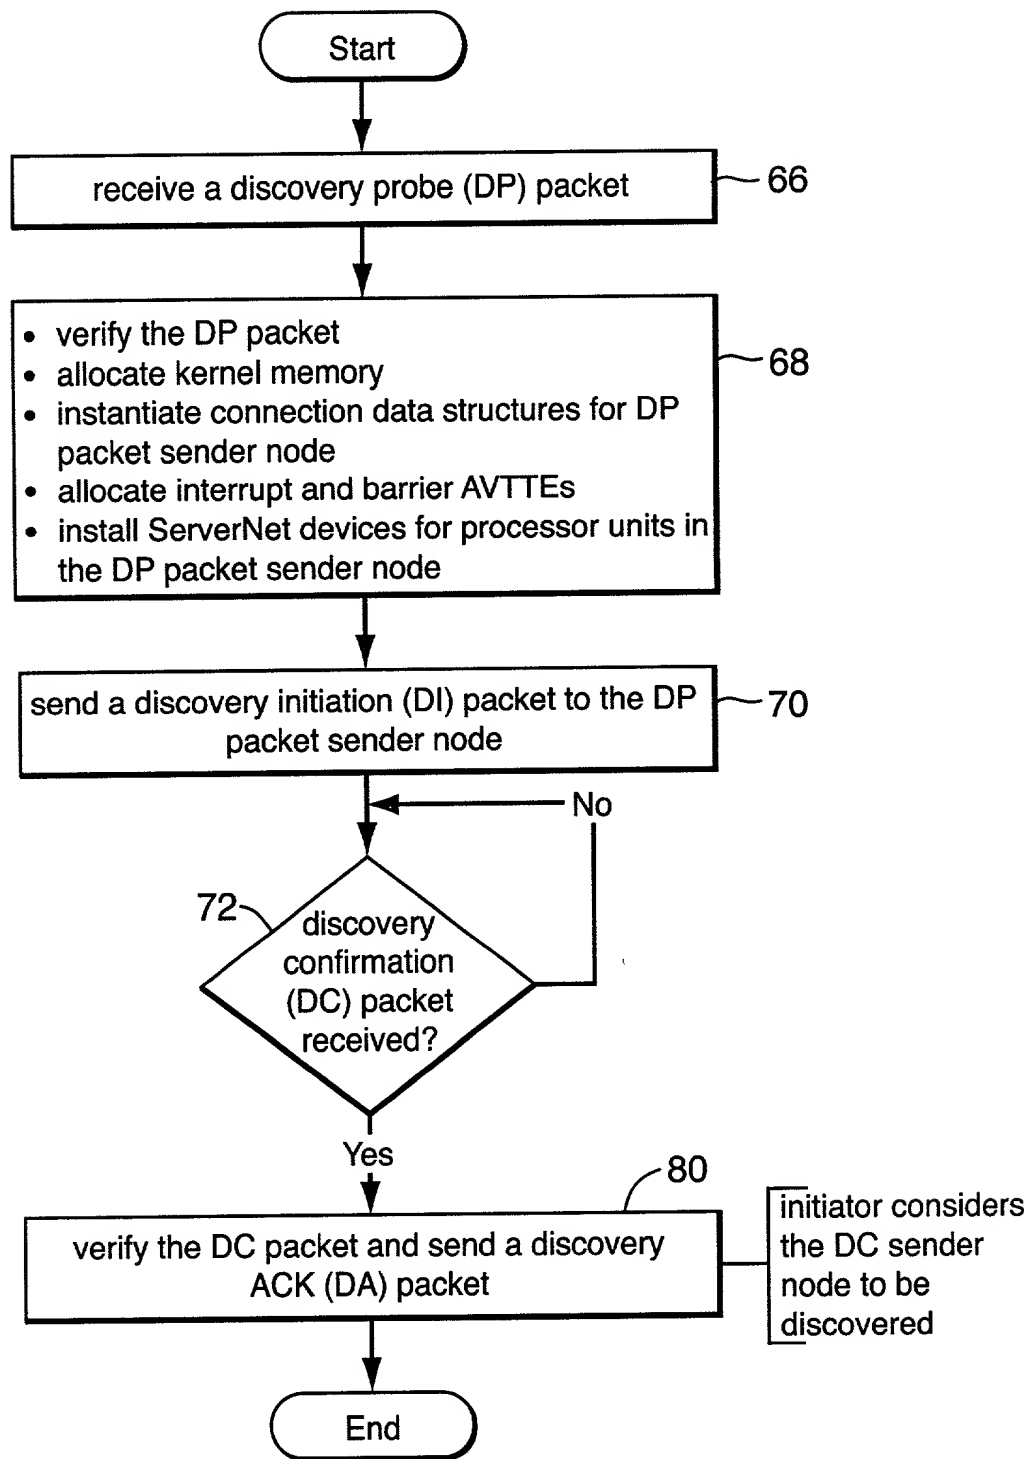 Start
receive a discovery probe (DP) packet
66
• verify the DP packet
• allocate kernel memory
• instantiate connection data structures for DP
packet sender node
• allocate interrupt and barrier AVTTEs
• install ServerNet devices for processor units in
the DP packet sender node
68
send a discovery initiation (DI) packet to the DP
packet sender node
70
No
72
discovery
confirmation
(DC) packet
received?
Yes
80
verify the DC packet and send a discovery
ACK (DA) packet
initiator considers
the DC sender
node to be
discovered
End